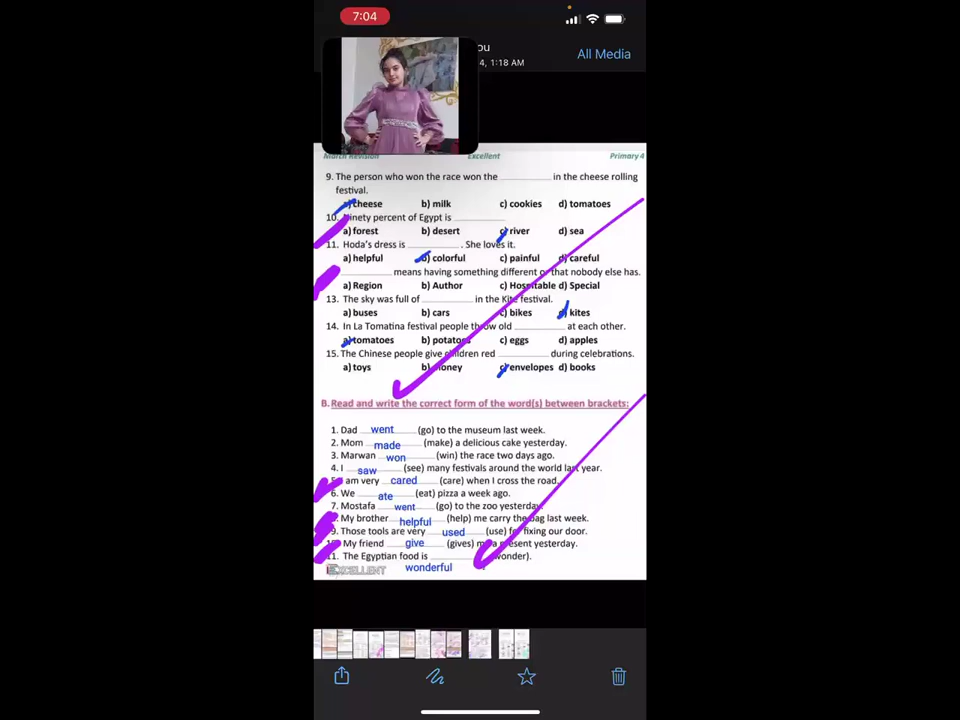 7:04
ou
4, 1:18 AM
All Media
March Revision Excellent Primary 4
9. The person who won the race won the in the cheese rolling
festival.
a) cheese b) milk c) cookies d) tomatoes
10. Ninety percent of Egypt is
a) forest b) desert c) river d) sea
11. Hoda's dress is . She loves it.
a) helpful b) colorful c) painful d) careful
means having something different or that nobody else has.
a) Region b) Author c) Hospitable d) Special
13. The sky was full of in the Kite festival.
a) buses b) cars c) bikes d) kites
14. In La Tomatina festival people throw old at each other.
a) tomatoes b) potatoes c) eggs d) apples
15. The Chinese people give children red during celebrations.
a) toys b) money c) envelopes d) books
B. Read and write the correct form of the word(s) between brackets:
1. Dad went (go) to the museum last week.
2. Mom made (make) a delicious cake yesterday.
3. Marwan won (win) the race two days ago.
4. I saw (see) many festivals around the world last year.
5. I am very cared (care) when I cross the road.
6. We ate (eat) pizza a week ago.
7. Mostafa went (go) to the zoo yesterday.
My brother helpful (help) me carry the bag last week.
9. Those tools are very used (use) for fixing our door.
My friend give (gives) me a present yesterday.
11. The Egyptian food is wonderful (wonder).
EXCELLENT